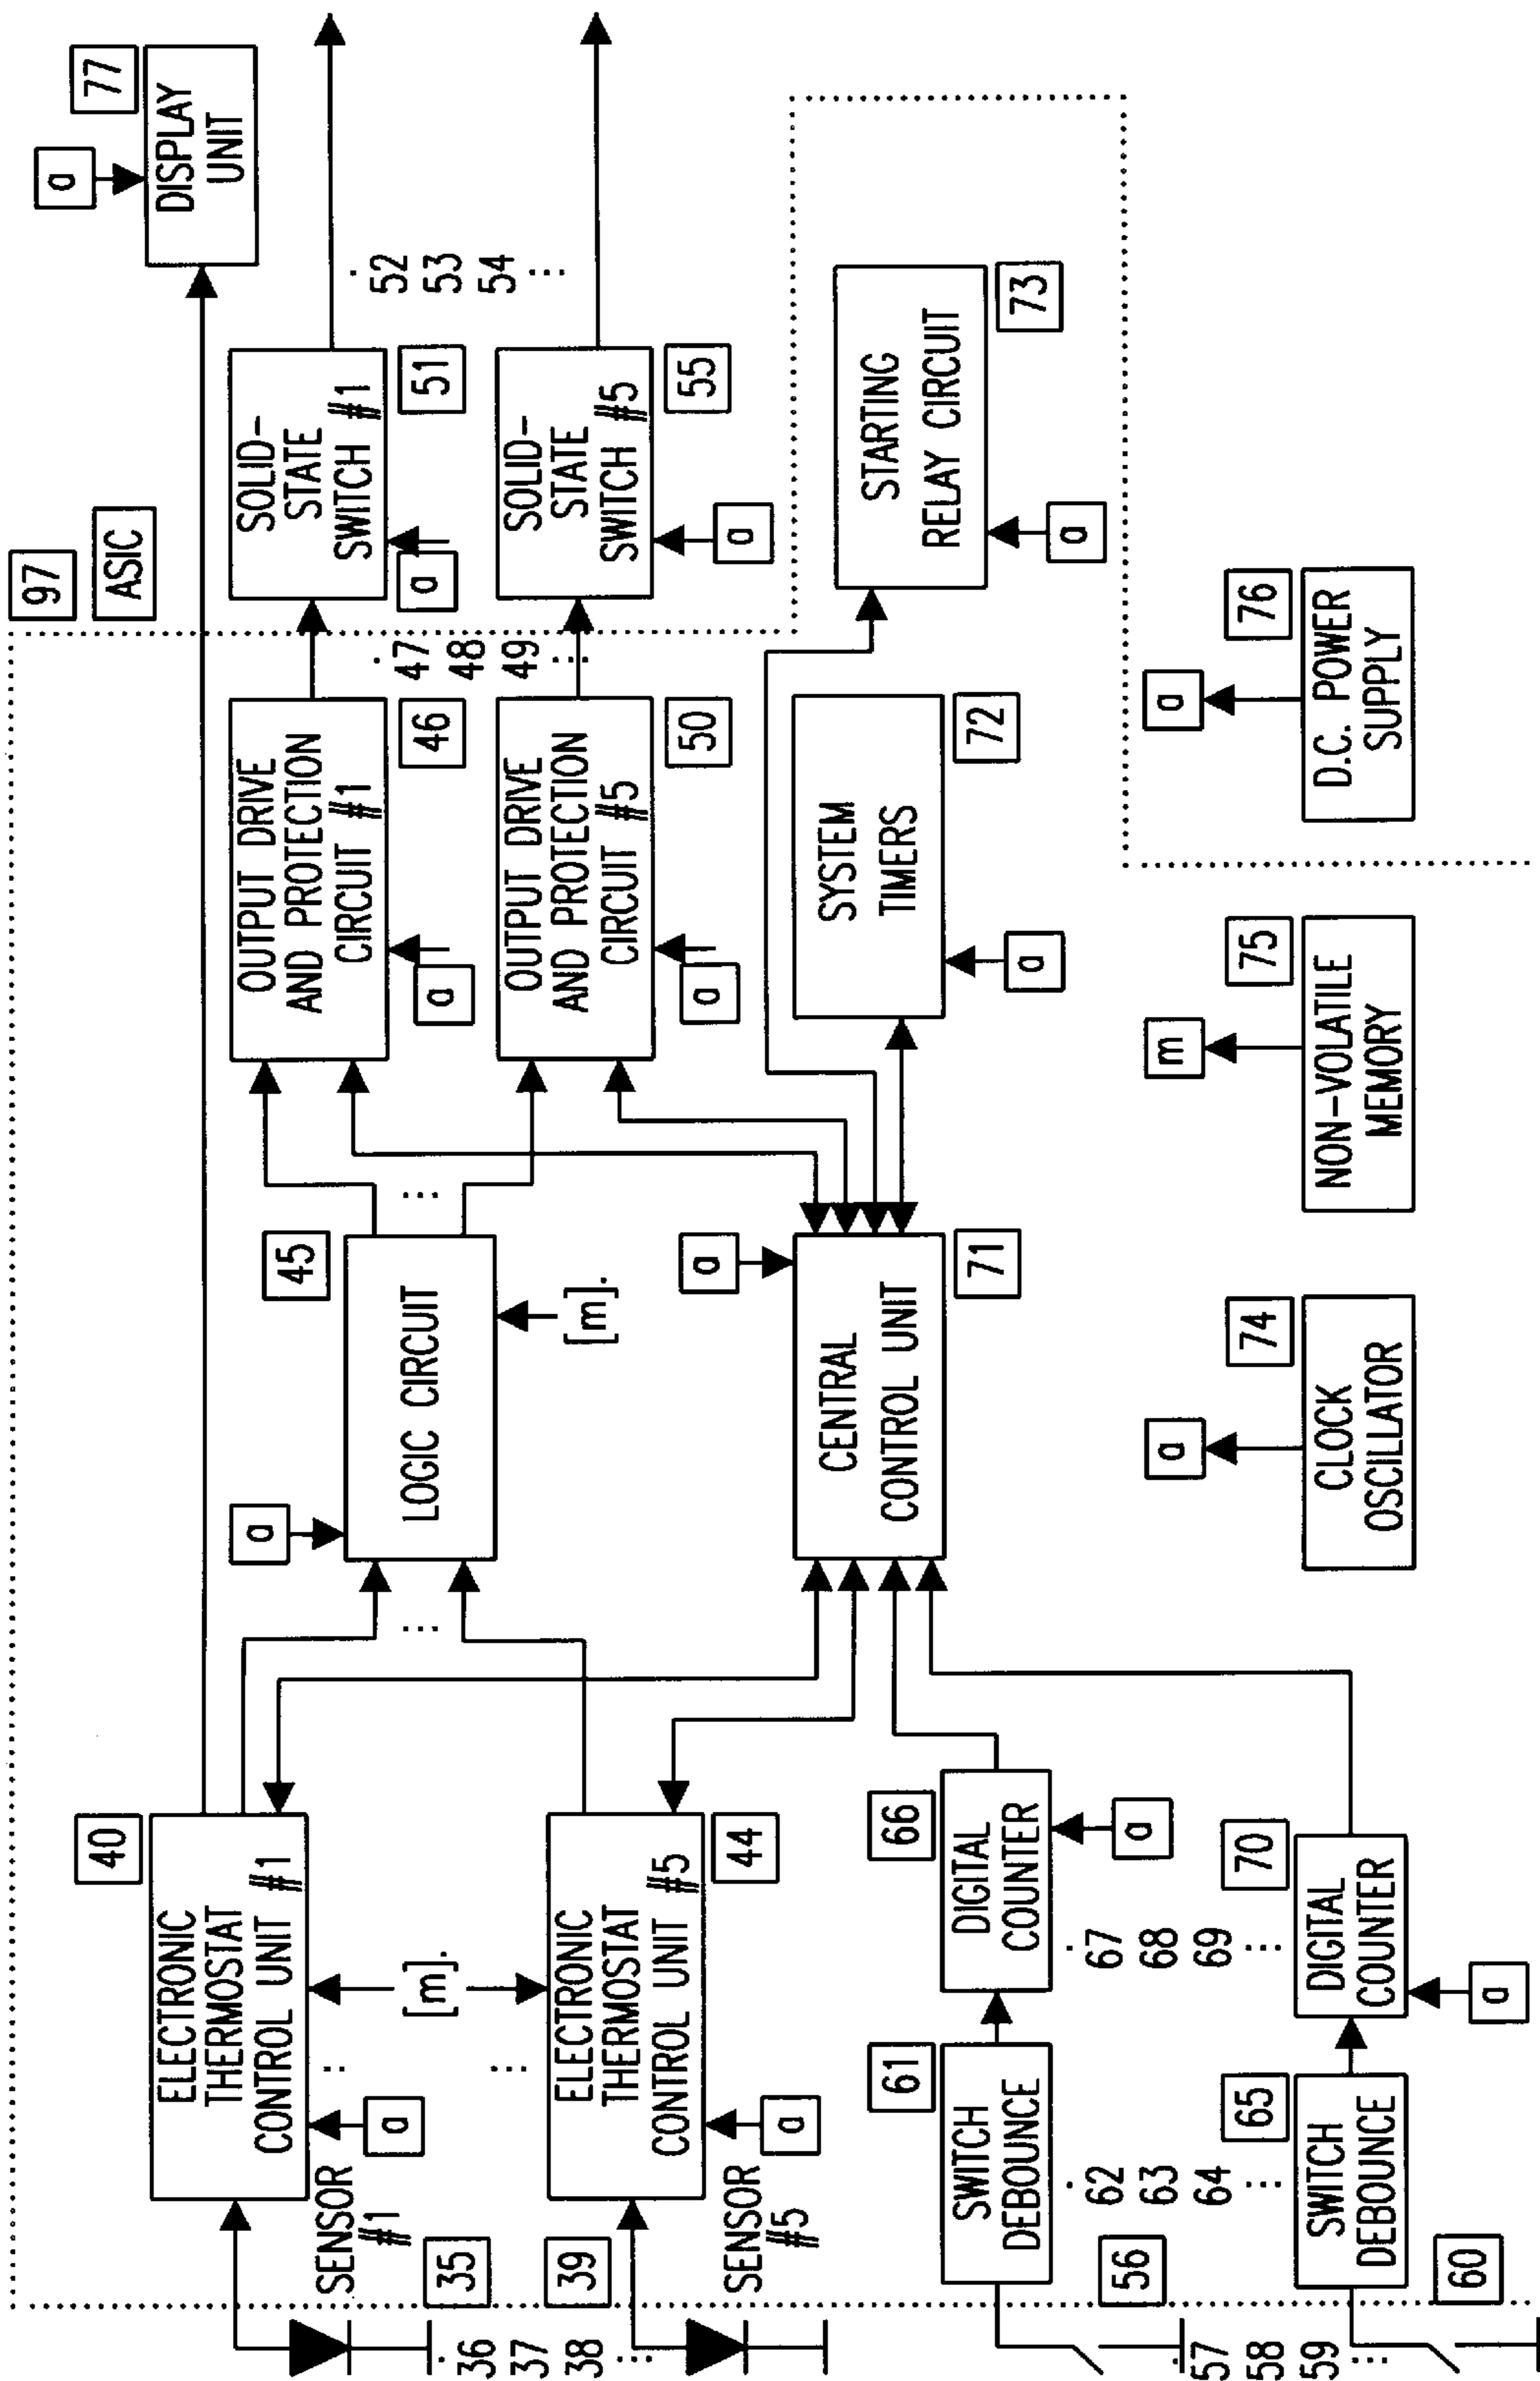 97
ASIC
a
77
DISPLAY
UNIT
40
ELECTRONIC
THERMOSTAT
CONTROL UNIT #1
a
[m].
SENSOR
#1
35
36
37
38
39
ELECTRONIC
THERMOSTAT
CONTROL UNIT #5
44
a
SENSOR
#5
a
45
LOGIC CIRCUIT
[m].
OUTPUT DRIVE
AND PROTECTION
CIRCUIT #1
46
a
47
48
49
OUTPUT DRIVE
AND PROTECTION
CIRCUIT #5
50
a
SOLID-
STATE
SWITCH #1
51
a
52
53
54
SOLID-
STATE
SWITCH #5
55
a
a
CENTRAL
CONTROL UNIT
71
SYSTEM
TIMERS
72
a
STARTING
RELAY CIRCUIT
73
a
61
SWITCH
DEBOUNCE
66
DIGITAL
COUNTER
a
56
57
58
59
60
62
63
64
67
68
69
65
SWITCH
DEBOUNCE
70
DIGITAL
COUNTER
a
a
74
CLOCK
OSCILLATOR
m
75
NON-VOLATILE
MEMORY
a
76
D.C. POWER
SUPPLY